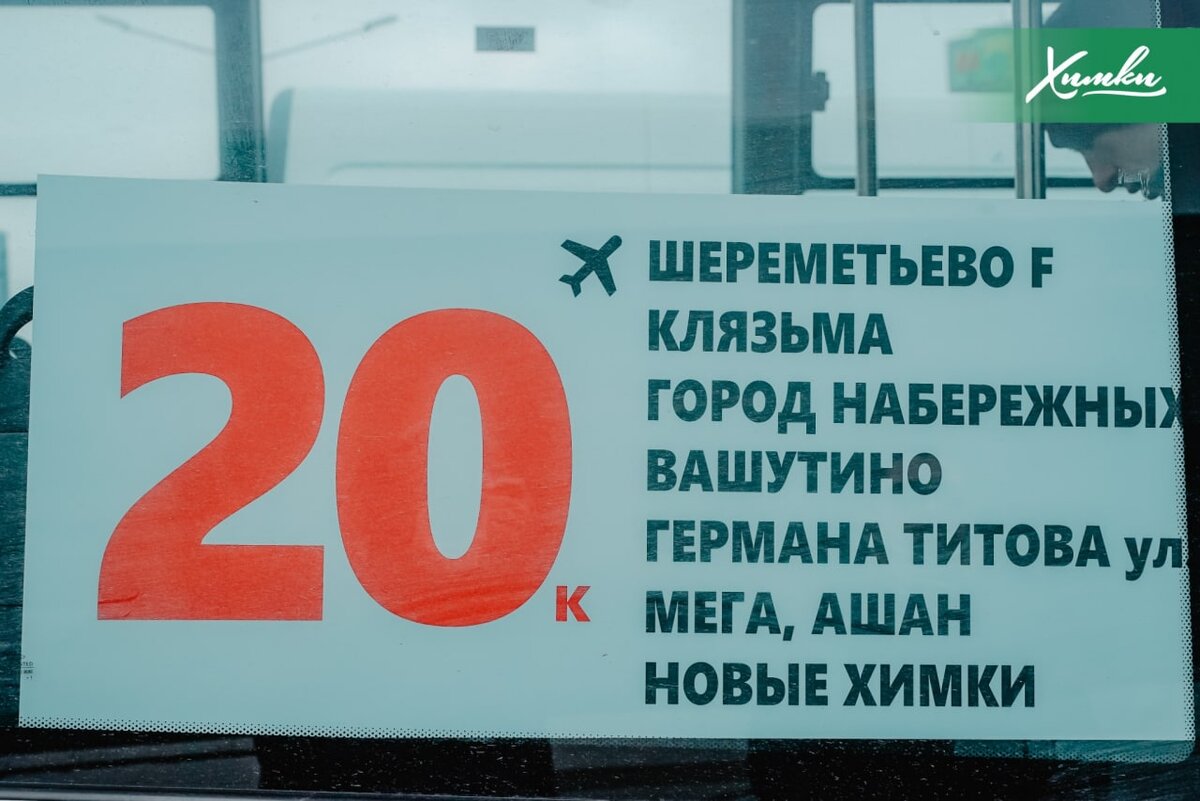 Химки
ШЕРЕМЕТЬЕВО F
КЛЯЗЬМА
ГОРОД НАБЕРЕЖНЫХ
ВАШУТИНО
ГЕРМАНА ТИТОВА ул
МЕГА, АШАН
НОВЫЕ ХИМКИ
20к